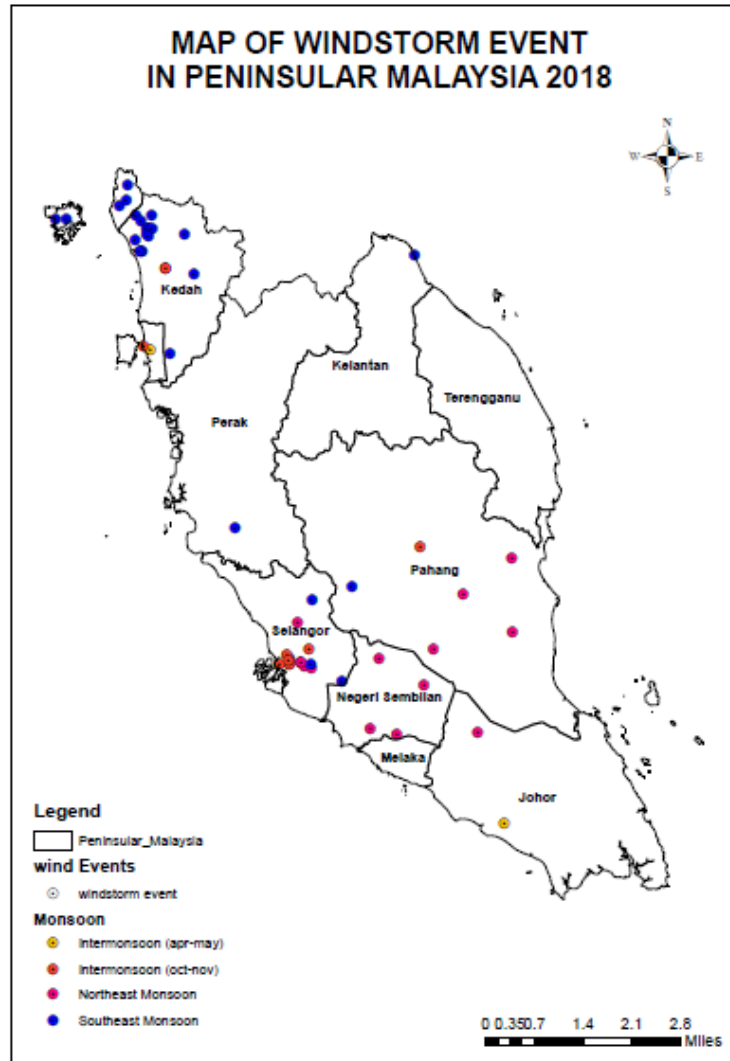 MAP OF WINDSTORM EVENT
IN PENINSULAR MALAYSIA 2018
N
W E
S
Kedah
Kelantan
Terengganu
Perak
Pahang
Selangor
Negeri Sembilan
Melaka
Johor
Legend
Peninsular_Malaysia
wind Events
windstorm event
Monsoon
Intermonsoon (apr-may)
Intermonsoon (oct-nov)
Northeast Monsoon
Southeast Monsoon
0 0.350.7 1.4 2.1 2.8
Miles